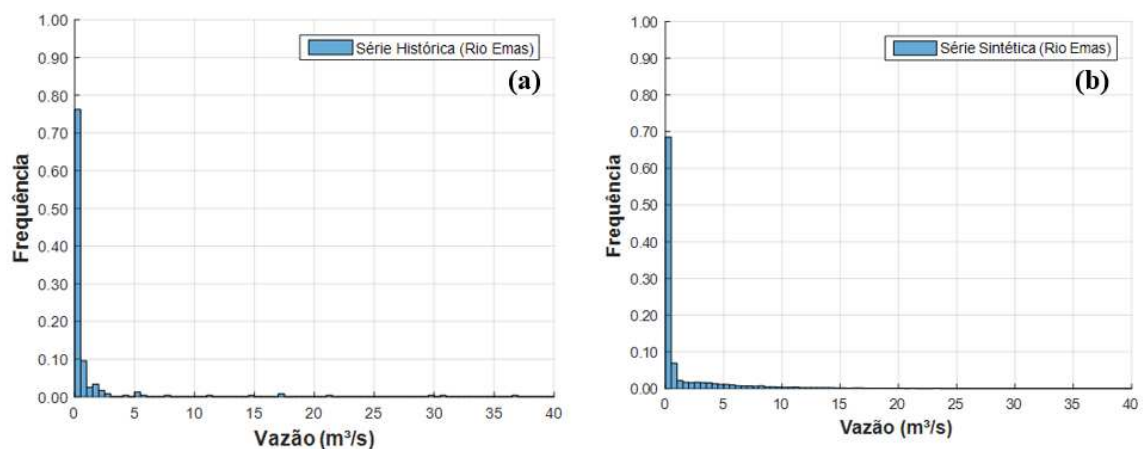 1.00
0.90
0.80
0.70
0.60
0.50
0.40
0.30
0.20
0.10
0.00
Frequência
Série Histórica (Rio Emas)
(a)
0 5 10 15 20 25 30 35 40
Vazão (m³/s)
1.00
0.90
0.80
0.70
0.60
0.50
0.40
0.30
0.20
0.10
0.00
Frequência
Série Sintética (Rio Emas)
(b)
0 5 10 15 20 25 30 35 40
Vazão (m³/s)